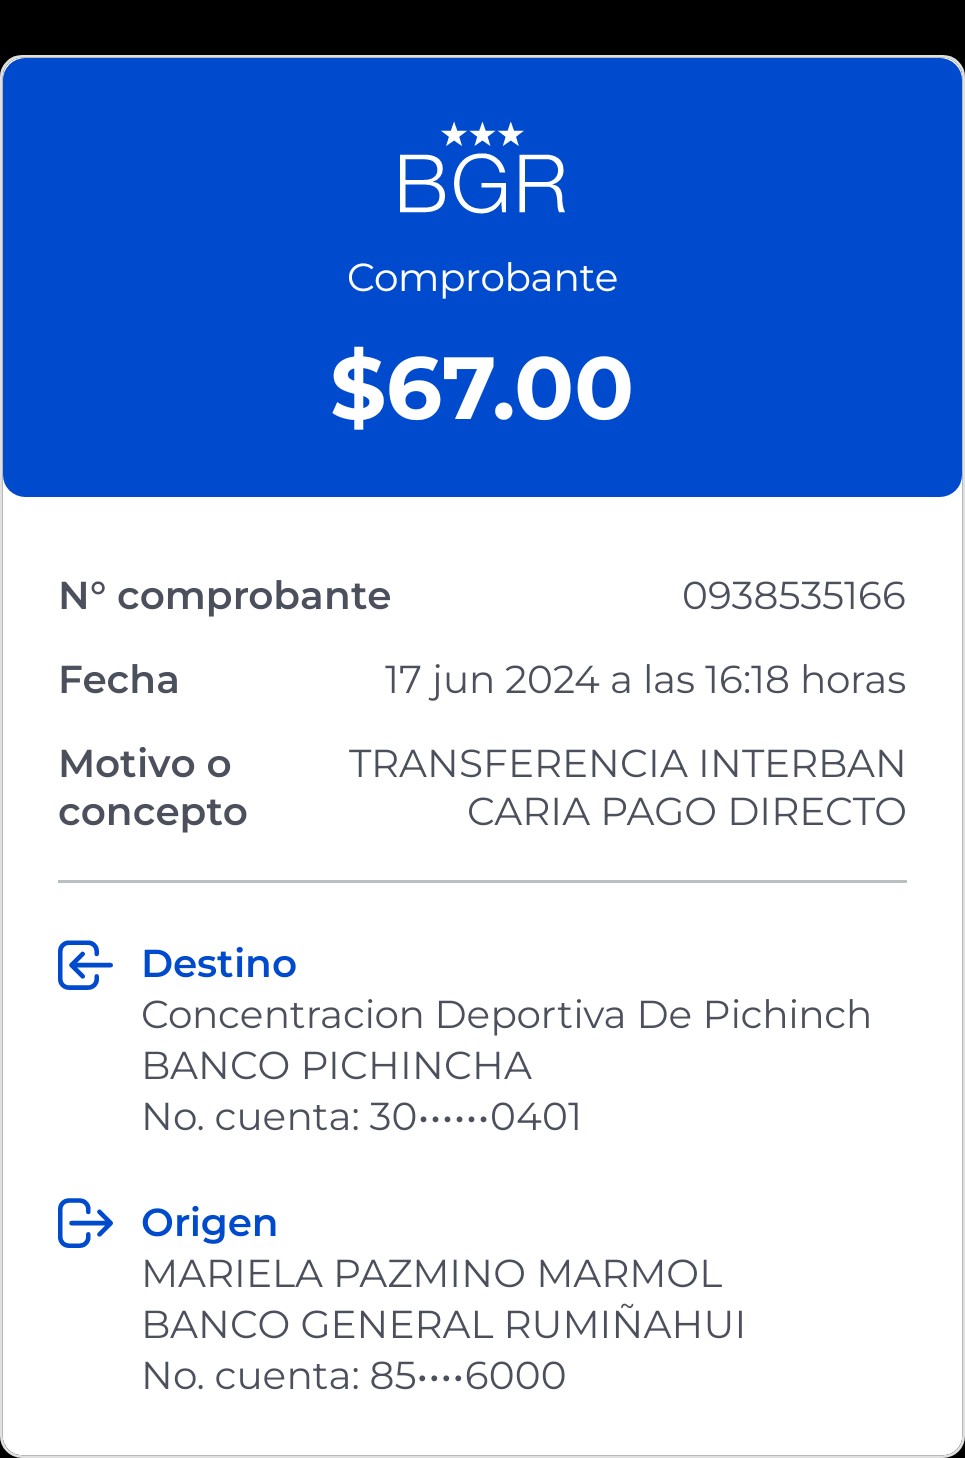 BGR
Comprobante
$67.00
N° comprobante 0938535166
Fecha 17 jun 2024 a las 16:18 horas
Motivo o TRANSFERENCIA INTERBAN
concepto CARIA PAGO DIRECTO
Destino
Concentracion Deportiva De Pichinch
BANCO PICHINCHA
No. cuenta: 30••••••0401
Origen
MARIELA PAZMINO MARMOL
BANCO GENERAL RUMIÑAHUI
No. cuenta: 85••••6000